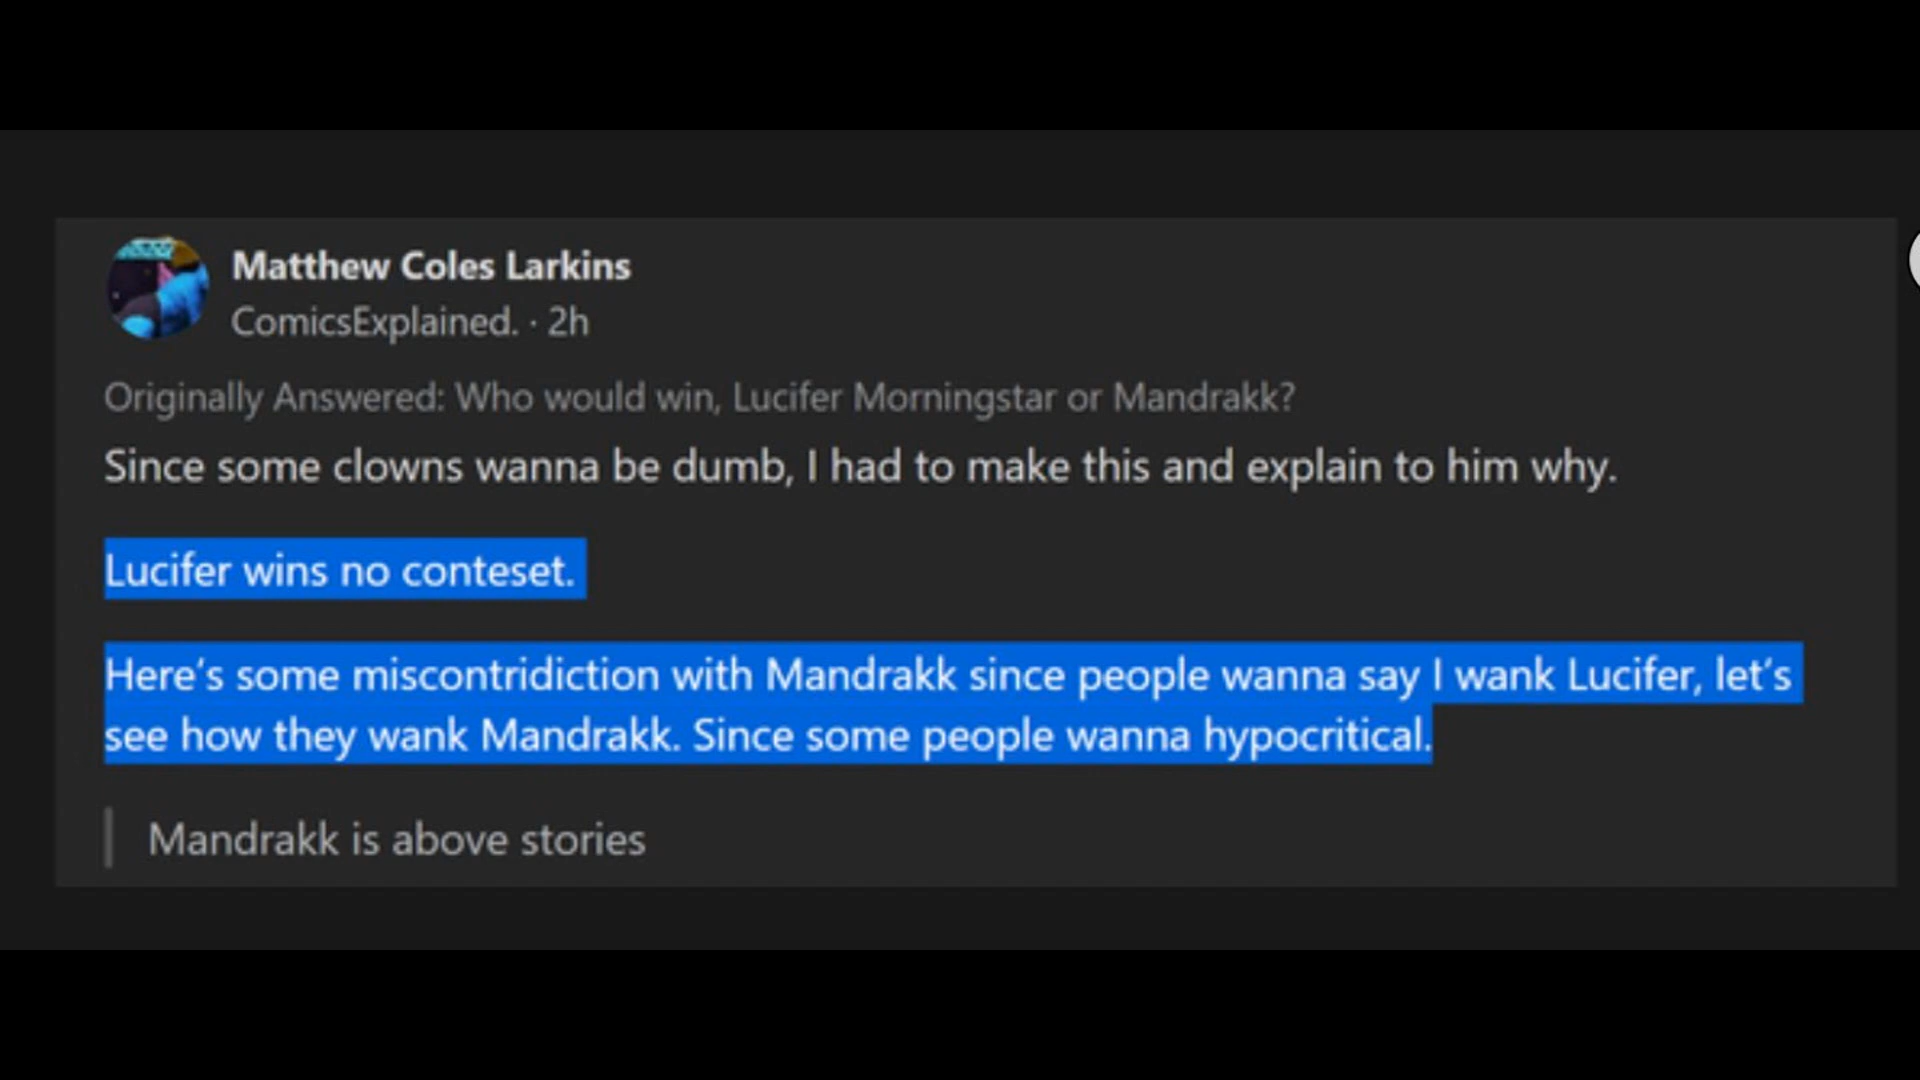 Matthew Coles Larkins
ComicsExplained. · 2h
Originally Answered: Who would win, Lucifer Morningstar or Mandrakk?
Since some clowns wanna be dumb, I had to make this and explain to him why.
Lucifer wins no conteset.
Here’s some miscontridiction with Mandrakk since people wanna say I wank Lucifer, let’s
see how they wank Mandrakk. Since some people wanna hypocritical.
Mandrakk is above stories